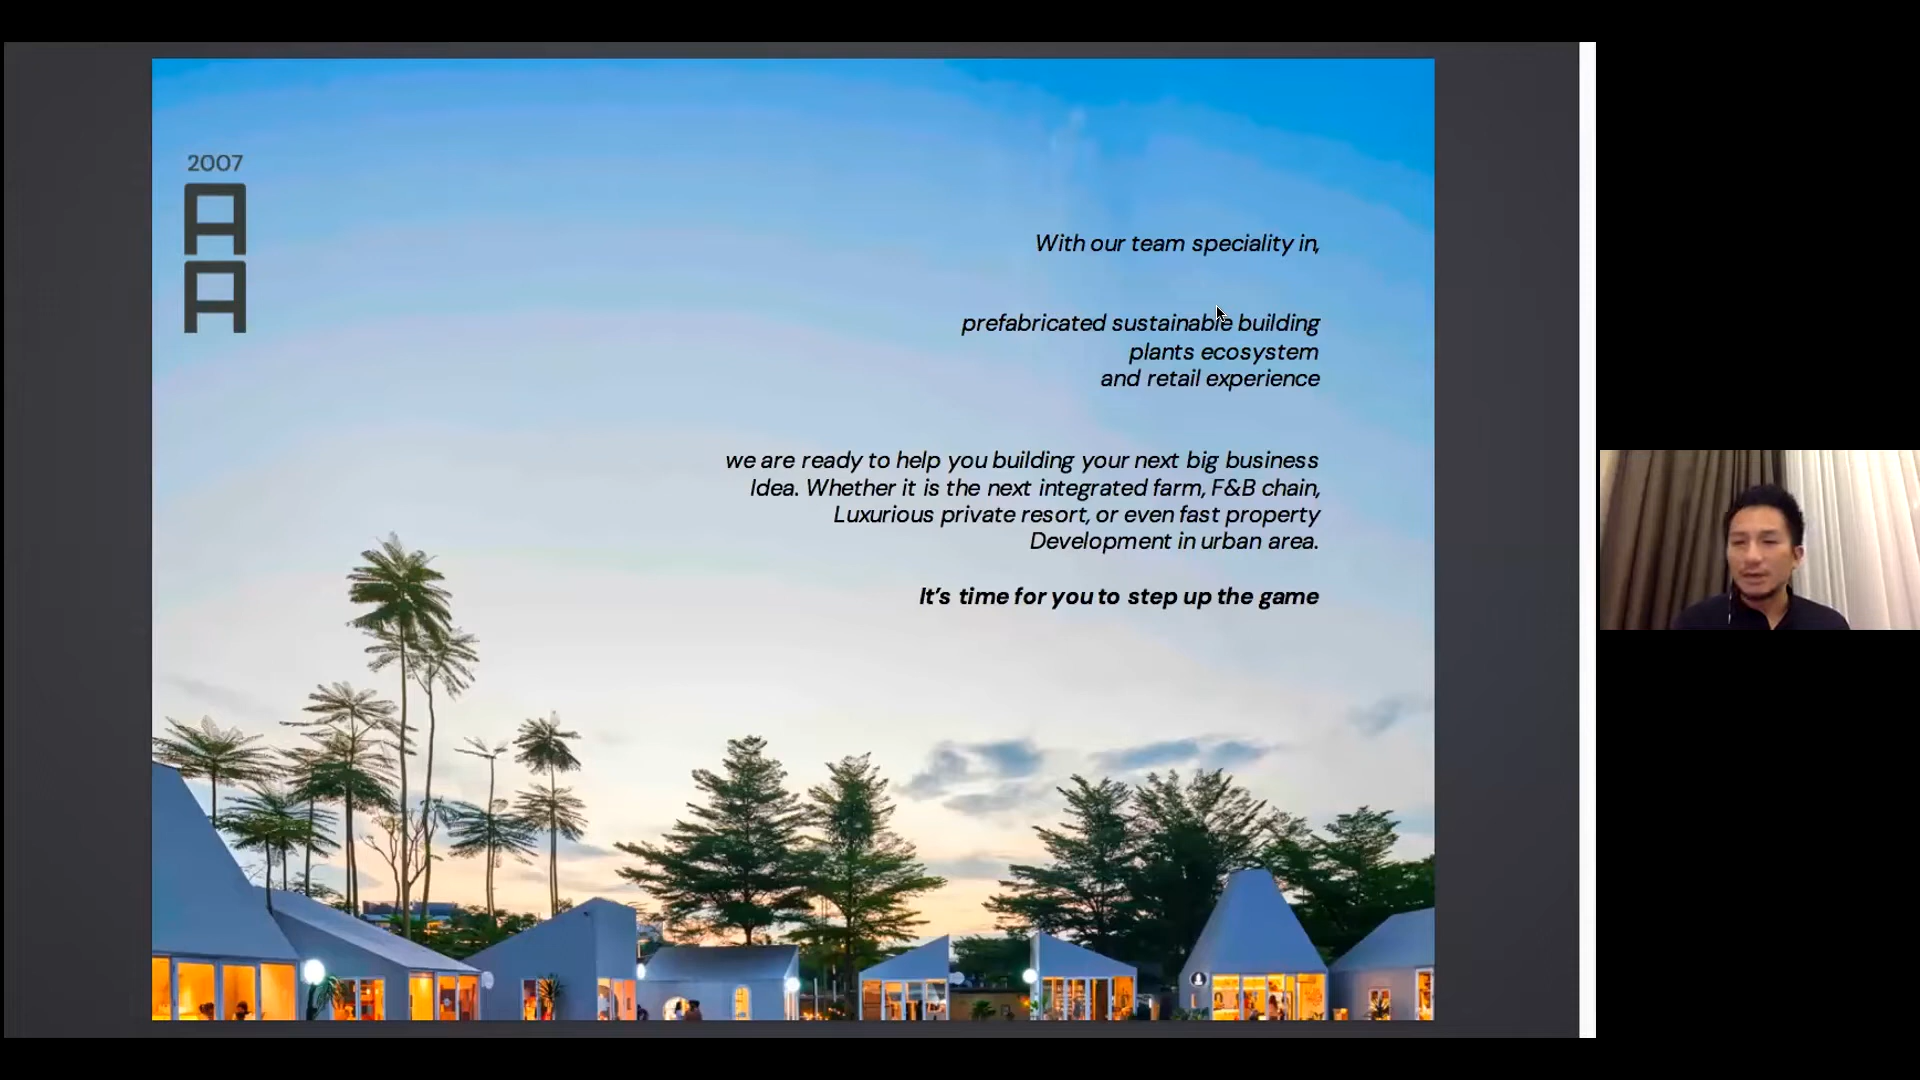 2007
AA
With our team speciality in,
prefabricated sustainable building
plants ecosystem
and retail experience
we are ready to help you building your next big business
Idea. Whether it is the next integrated farm, F&B chain,
Luxurious private resort, or even fast property
Development in urban area.
It's time for you to step up the game